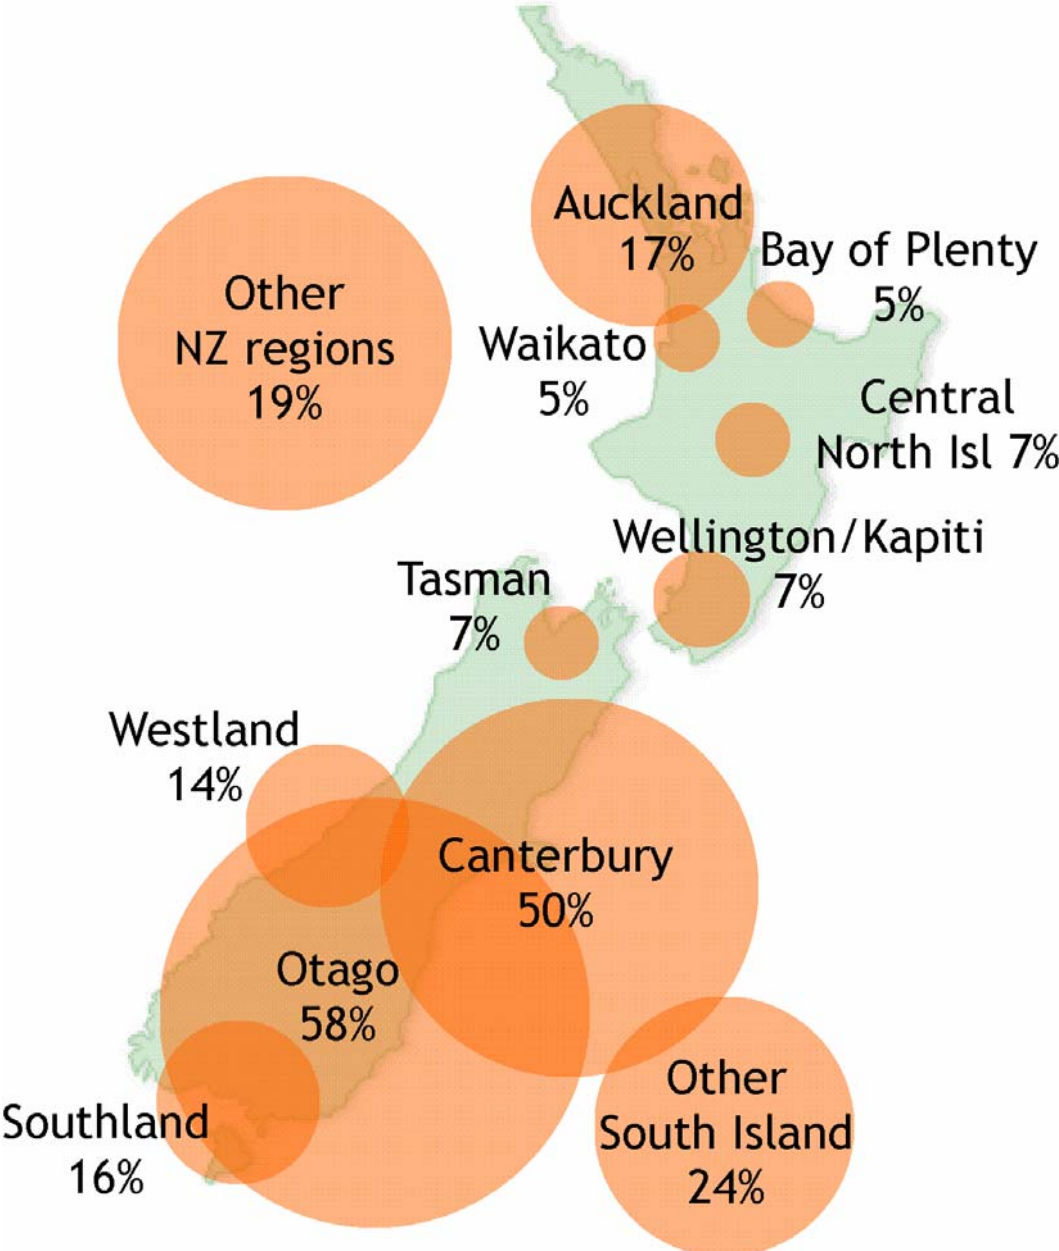 Auckland
17%
Bay of Plenty
5%
Other
NZ regions
19%
Waikato
5%
Central
North Isl 7%
Wellington/Kapiti
7%
Tasman
7%
Westland
14%
Canterbury
50%
Otago
58%
Other
South Island
24%
Southland
16%